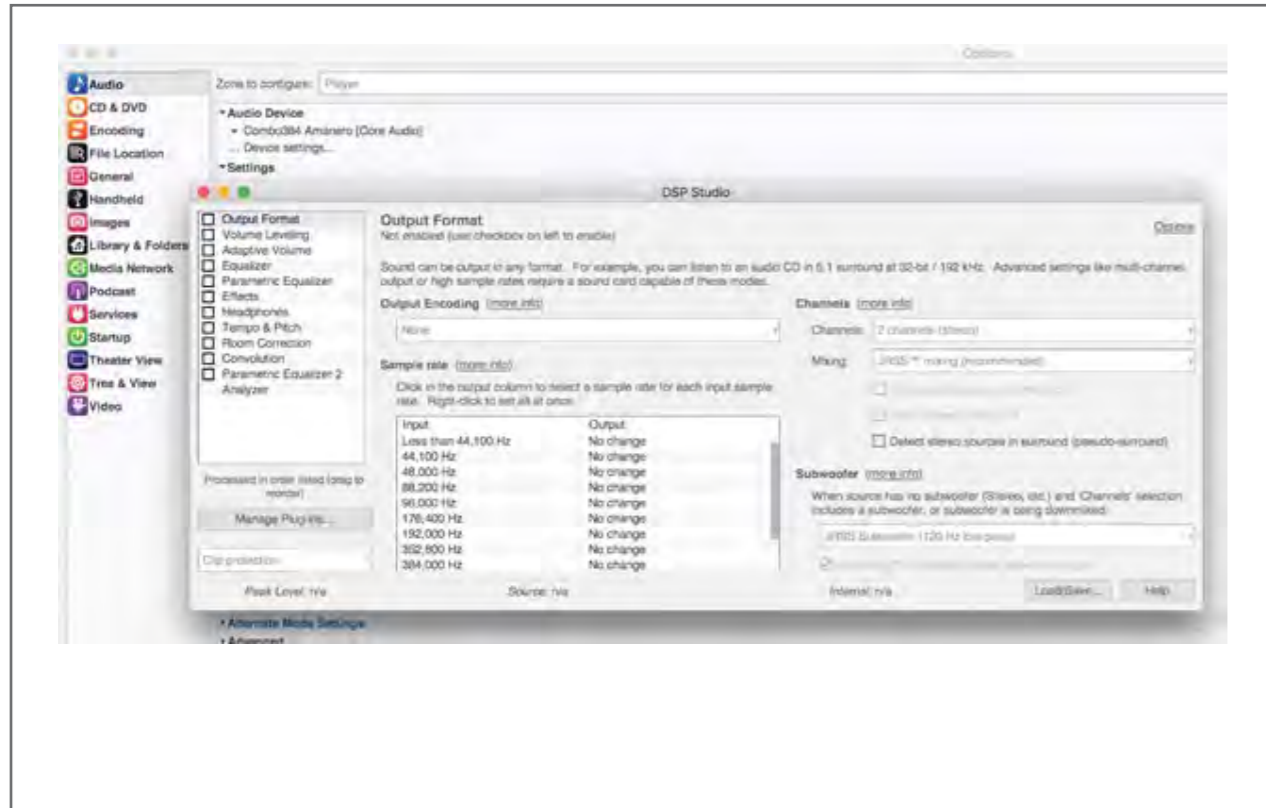 Options
Audio
CD & DVD
Encoding
File Location
General
Handheld
Images
Library & Folders
Media Network
Podcast
Services
Startup
Theater View
Tree & View
Video
Zone to configure: Player
Audio Device
Combo384 Amanero [Core Audio]
... Device settings...
Settings
DSP Studio
Output Format
Volume Leveling
Adaptive Volume
Equalizer
Parametric Equalizer
Effects
Headphones
Tempo & Pitch
Room Correction
Convolution
Parametric Equalizer 2
Analyzer
Processed in order listed (drag to
reorder)
Manage Plug-ins...
Clip protection
Peak Level: n/a
Output Format
Not enabled (use checkbox on left to enable)
Options
Sound can be output in any format. For example, you can listen to an audio CD in 5.1 surround at 32-bit / 192 kHz. Advanced settings like multi-channel
output or high sample rates require a sound card capable of these modes.
Output Encoding (more info)
None
Sample rate (more info)
Click in the output column to select a sample rate for each input sample
rate. Right-click to set all at once.
Input Output
Less than 44,100 Hz No change
44,100 Hz No change
48,000 Hz No change
88,200 Hz No change
96,000 Hz No change
176,400 Hz No change
192,000 Hz No change
352,800 Hz No change
384,000 Hz No change
Channels (more info)
Channels: 2 channels (stereo)
Mixing: JRSS™ mixing (recommended)
Detect stereo sources in surround (pseudo-surround)
Subwoofer (more info)
When source has no subwoofer (Stereo, etc.) and 'Channels' selection
includes a subwoofer, or subwoofer is being downmixed:
JRSS Subwoofer (120 Hz low-pass)
Source: n/a
Internal: n/a
Load/Save...
Help
Alternate Mode Settings
Advanced